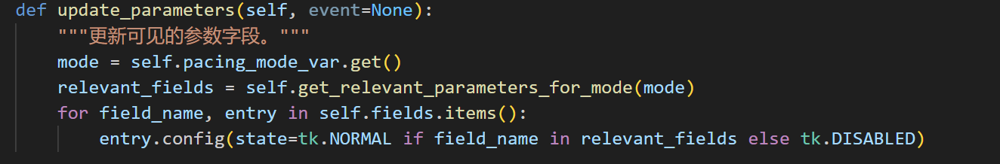 def update_parameters(self, event=None):
    """更新可见的参数字段。"""
    mode = self.pacing_mode_var.get()
    relevant_fields = self.get_relevant_parameters_for_mode(mode)
    for field_name, entry in self.fields.items():
        entry.config(state=tk.NORMAL if field_name in relevant_fields else tk.DISABLED)